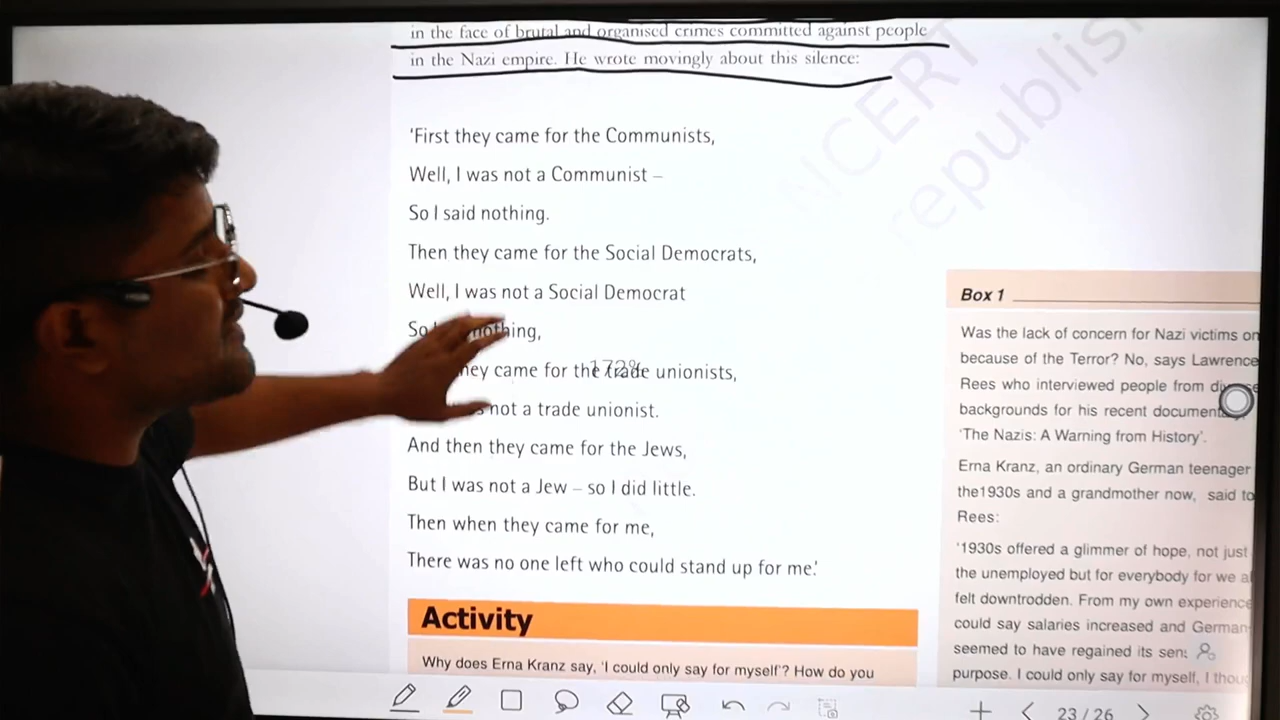 in the face of brutal and organised crimes committed against people
in the Nazi empire. He wrote movingly about this silence:
'First they came for the Communists,
Well, I was not a Communist –
So I said nothing.
Then they came for the Social Democrats,
Well, I was not a Social Democrat
So nothing,
they came for the trade unionists,
not a trade unionist.
And then they came for the Jews,
But I was not a Jew – so I did little.
Then when they came for me,
There was no one left who could stand up for me.'
172%
Activity
Why does Erna Kranz say, 'I could only say for myself'? How do you
NCERT
republish
Box 1
Was the lack of concern for Nazi victims on
because of the Terror? No, says Lawrence
Rees who interviewed people from
backgrounds for his recent
'The Nazis: A Warning from History'.
Erna Kranz, an ordinary German teenager
the1930s and a grandmother now, said to
Rees:
'1930s offered a glimmer of hope, not just
the unemployed but for everybody for we
felt downtrodden. From my own experience
could say salaries increased and German
seemed to have regained its
purpose. I could only say for myself, I
23 / 26